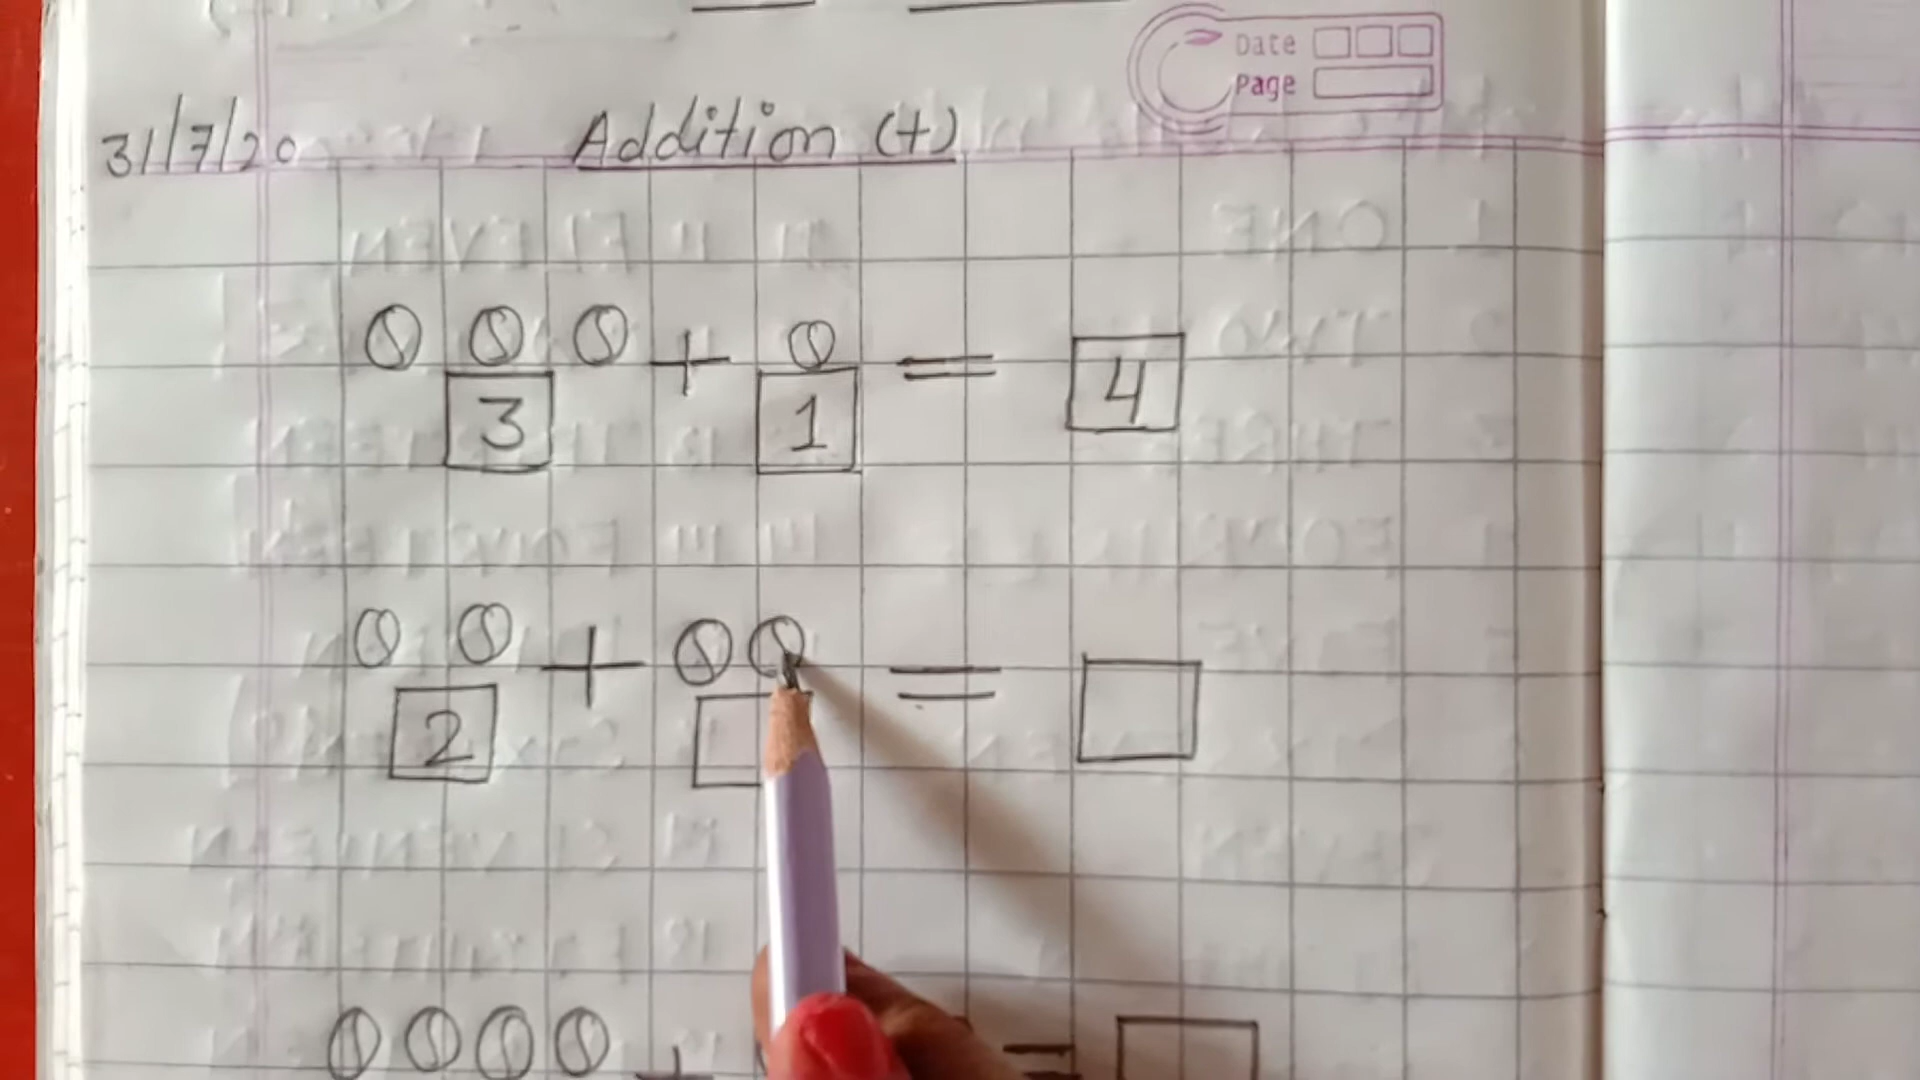 Date
Page
31/7/20 Addition (+)
+ =
3 1 4
+ =
2
+ =